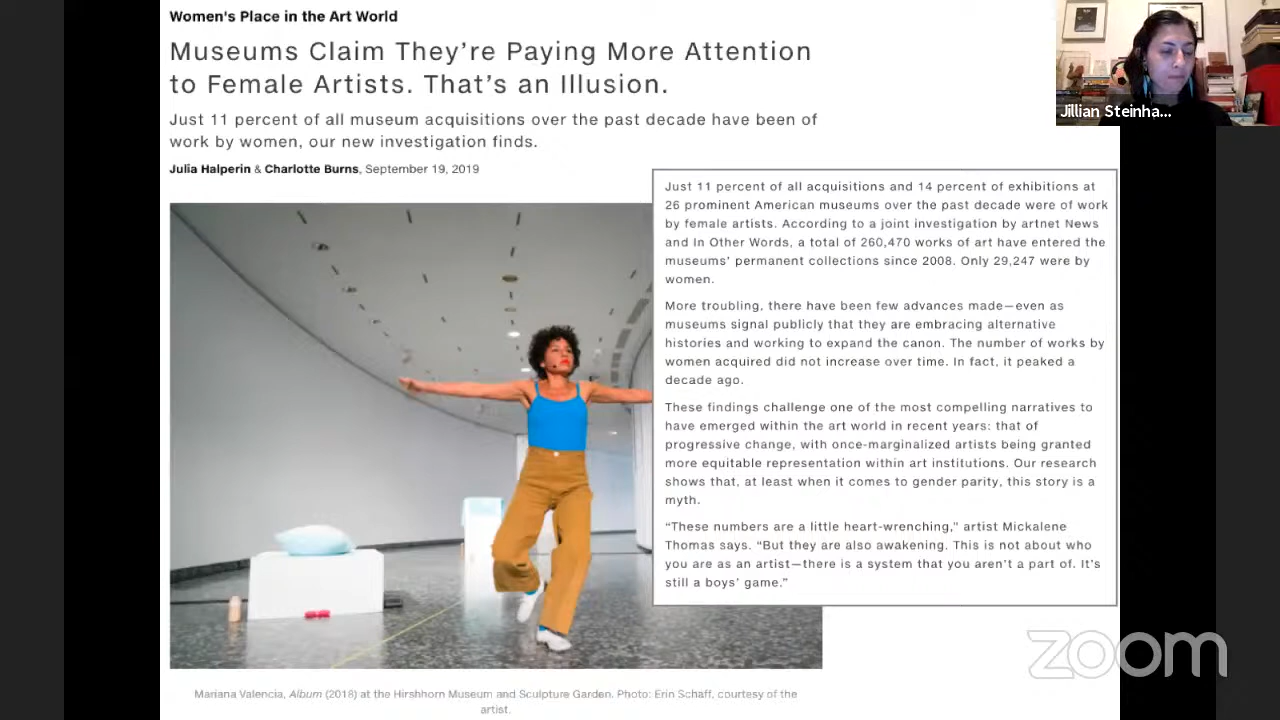 Women's Place in the Art World
Museums Claim They're Paying More Attention
to Female Artists. That's an Illusion.
Just 11 percent of all museum acquisitions over the past decade have been of
work by women, our new investigation finds.
Julia Halperin & Charlotte Burns, September 19, 2019
Just 11 percent of all acquisitions and 14 percent of exhibitions at
26 prominent American museums over the past decade were of work
by female artists. According to a joint investigation by artnet News
and In Other Words, a total of 260,470 works of art have entered the
museums' permanent collections since 2008. Only 29,247 were by
women.
More troubling, there have been few advances made—even as
museums signal publicly that they are embracing alternative
histories and working to expand the canon. The number of works by
women acquired did not increase over time. In fact, it peaked a
decade ago.
These findings challenge one of the most compelling narratives to
have emerged within the art world in recent years: that of
progressive change, with once-marginalized artists being granted
more equitable representation within art institutions. Our research
shows that, at least when it comes to gender parity, this story is a
myth.
“These numbers are a little heart-wrenching,” artist Mickalene
Thomas says. “But they are also awakening. This is not about who
you are as an artist—there is a system that you aren't a part of. It's
still a boys' game.”
Mariana Valencia, Album (2018) at the Hirshhorn Museum and Sculpture Garden. Photo: Erin Schaff, courtesy of the
artist.
Jillian Steinha...
zoom